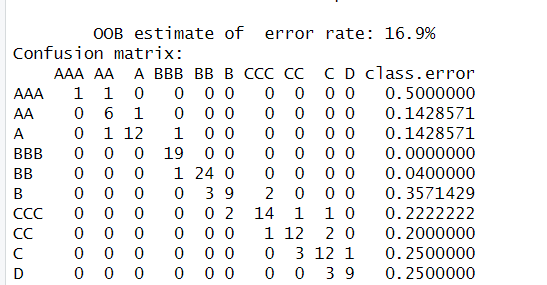 OOB estimate of  error rate: 16.9%
Confusion matrix:
    AAA AA  A BBB BB B CCC CC  C D class.error
AAA   1  1  0   0  0 0   0  0  0 0   0.5000000
AA    0  6  1   0  0 0   0  0  0 0   0.1428571
A     0  1 12   1  0 0   0  0  0 0   0.1428571
BBB   0  0  0  19  0 0   0  0  0 0   0.0000000
BB    0  0  0   1 24 0   0  0  0 0   0.0400000
B     0  0  0   0  3 9   2  0  0 0   0.3571429
CCC   0  0  0   0  0 2  14  1  1 0   0.2222222
CC    0  0  0   0  0 0   1 12  2 0   0.2000000
C     0  0  0   0  0 0   0  3 12 1   0.2500000
D     0  0  0   0  0 0   0  0  3 9   0.2500000